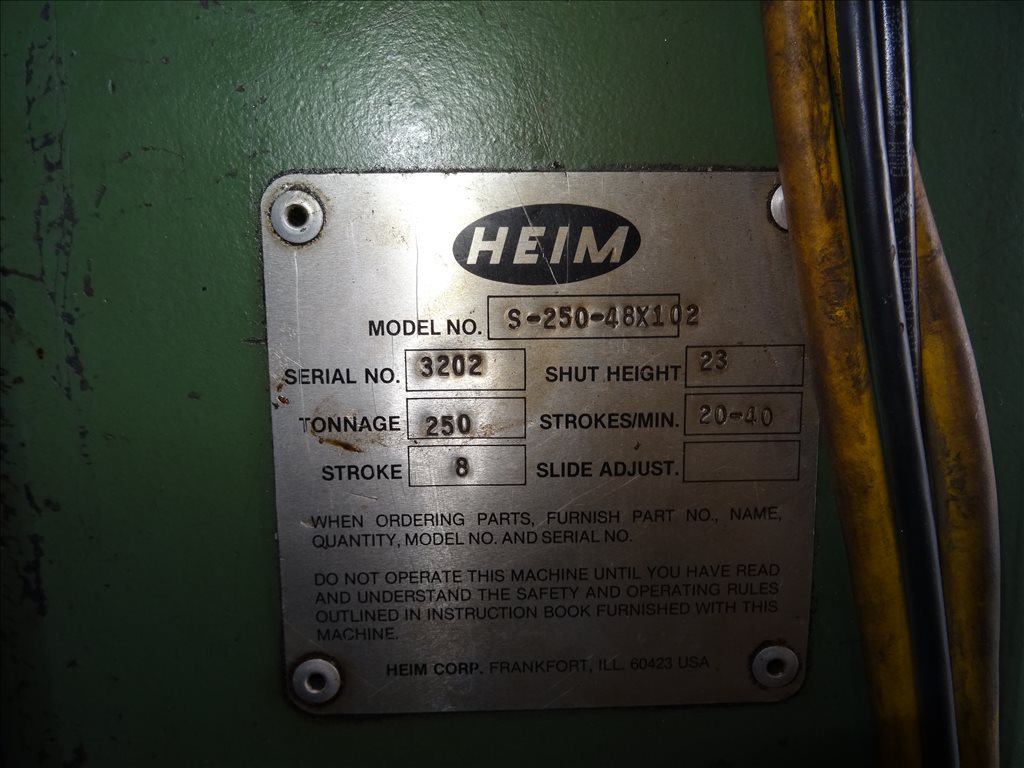 HEIM
MODEL NO. S-250-48X102
SERIAL NO. 3202 SHUT HEIGHT 23
TONNAGE 250 STROKES/MIN. 20-40
STROKE 8 SLIDE ADJUST.
WHEN ORDERING PARTS, FURNISH PART NO., NAME,
QUANTITY, MODEL NO. AND SERIAL NO.
DO NOT OPERATE THIS MACHINE UNTIL YOU HAVE READ
AND UNDERSTAND THE SAFETY AND OPERATING RULES
OUTLINED IN INSTRUCTION BOOK FURNISHED WITH THIS
MACHINE.
HEIM CORP. FRANKFORT, ILL. 60423 USA